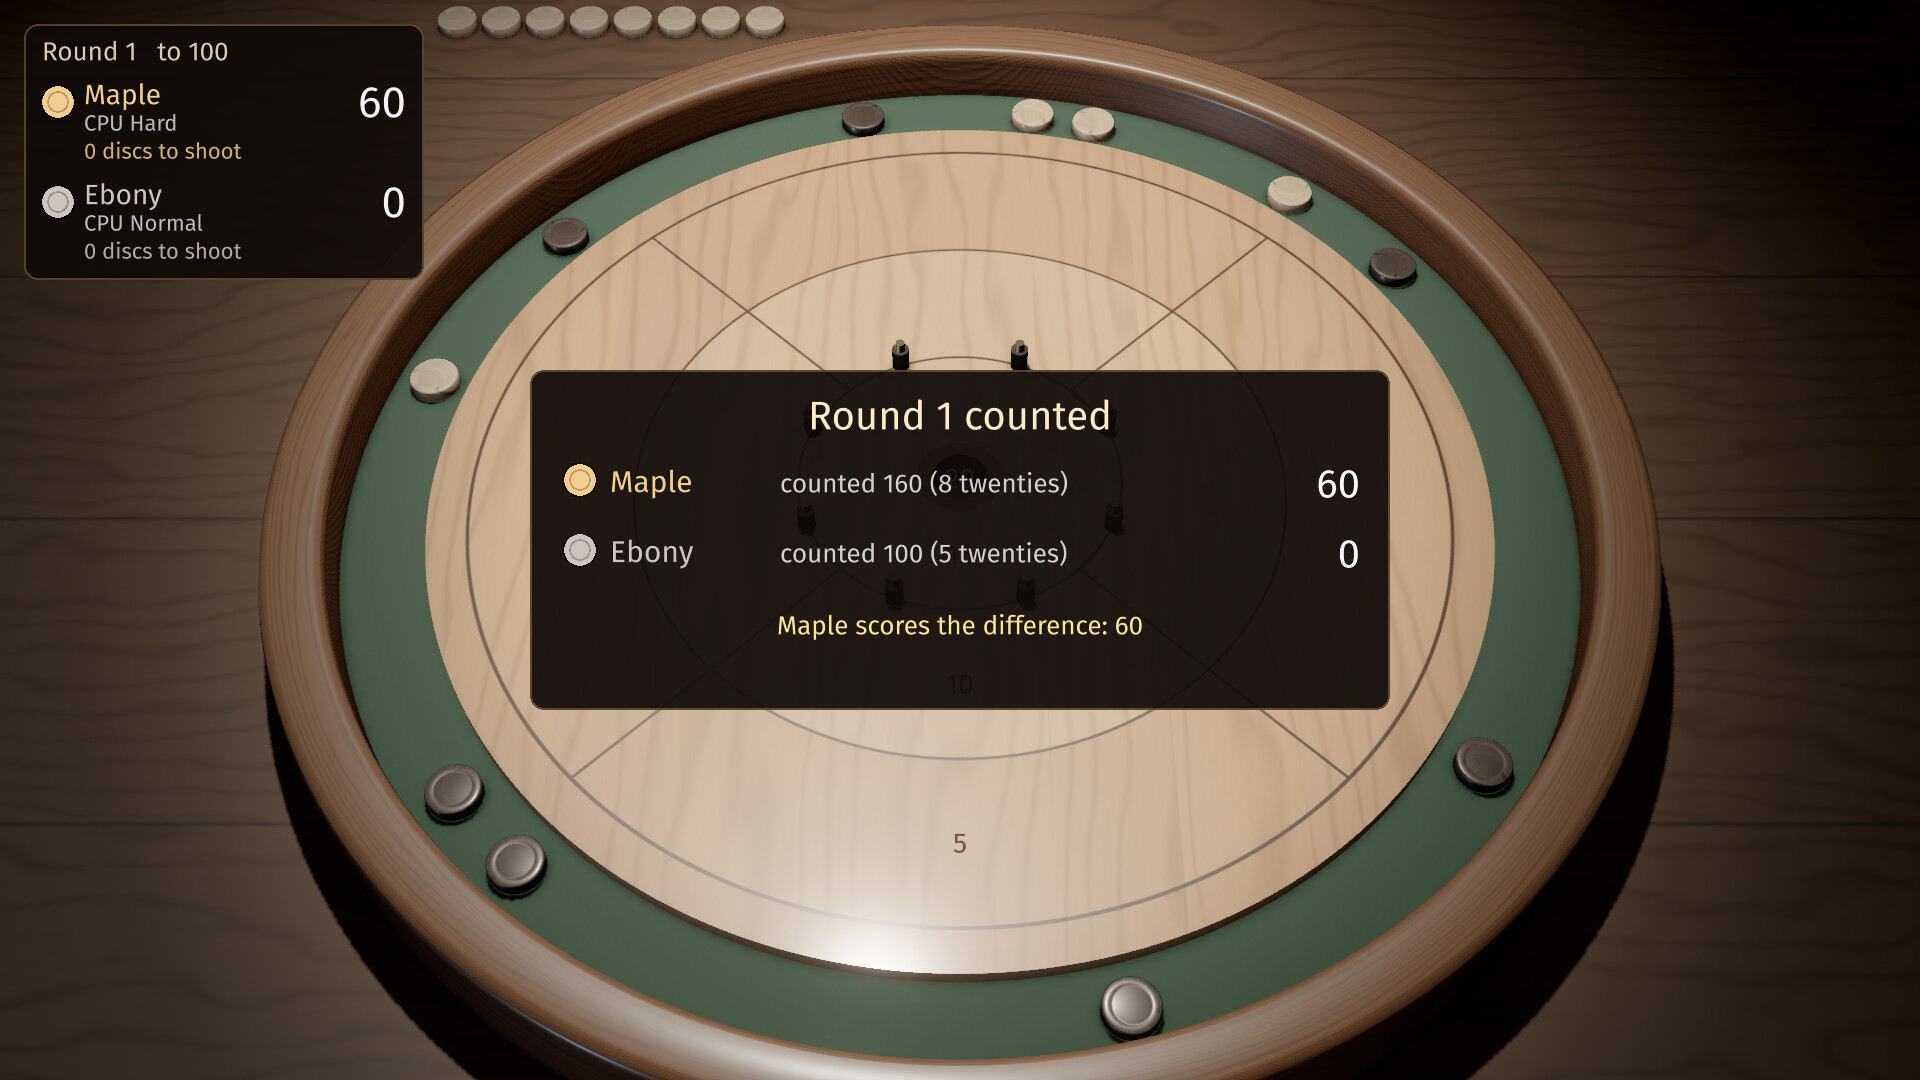 Round 1 to 100
Maple 60
CPU Hard
0 discs to shoot
Ebony 0
CPU Normal
0 discs to shoot
Round 1 counted
Maple counted 160 (8 twenties) 60
Ebony counted 100 (5 twenties) 0
Maple scores the difference: 60
10
5